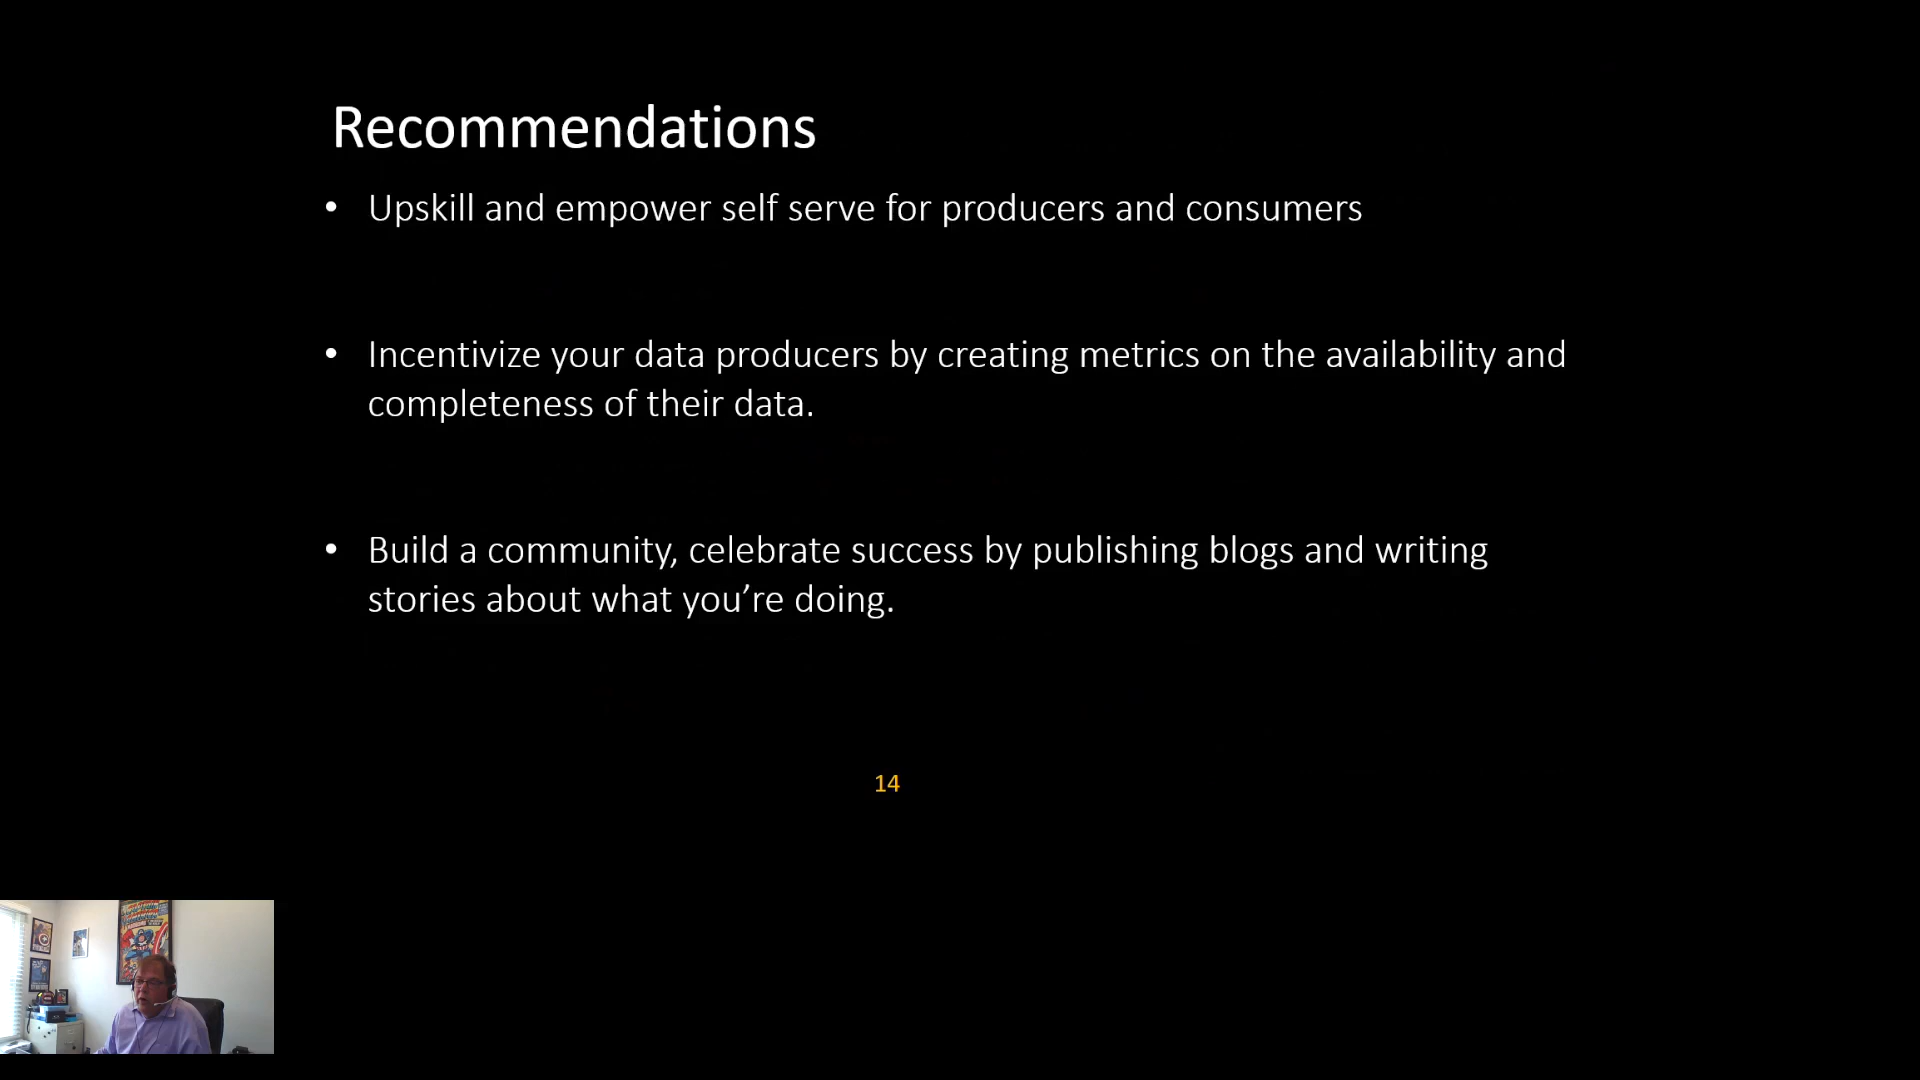 Recommendations
• Upskill and empower self serve for producers and consumers
• Incentivize your data producers by creating metrics on the availability and
completeness of their data.
• Build a community, celebrate success by publishing blogs and writing
stories about what you’re doing.
14